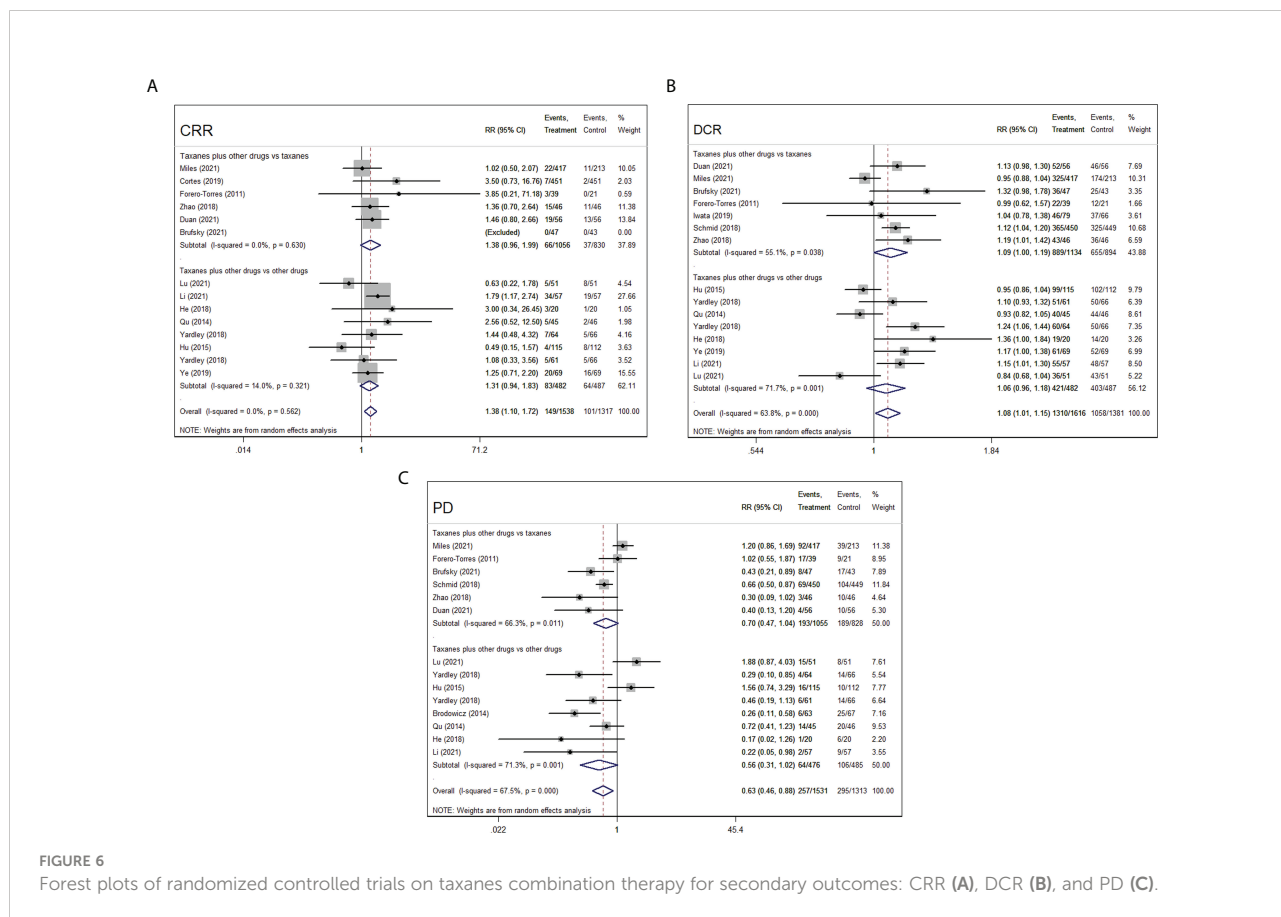 A
CRR
RR (95% CI)
Events, Treatment
Events, Control
% Weight
Taxanes plus other drugs vs taxanes
Miles (2021) 1.02 (0.50, 2.07) 22/417 11/213 10.05
Cortes (2019) 3.50 (0.73, 16.76) 7/451 2/451 2.03
Forero-Torres (2011) 3.85 (0.21, 71.18) 3/39 0/21 0.59
Zhao (2018) 1.36 (0.70, 2.64) 15/46 11/46 11.38
Duan (2021) 1.46 (0.80, 2.66) 19/56 13/56 13.84
Brufsky (2021) (Excluded) 0/47 0/43 0.00
Subtotal (I-squared = 0.0%, p = 0.630) 1.38 (0.96, 1.99) 66/1056 37/830 37.89
.
Taxanes plus other drugs vs other drugs
Lu (2021) 0.63 (0.22, 1.78) 5/51 8/51 4.54
Li (2021) 1.79 (1.17, 2.74) 34/57 19/57 27.66
He (2018) 3.00 (0.34, 26.45) 3/20 1/20 1.05
Qu (2014) 2.56 (0.52, 12.50) 5/45 2/46 1.98
Yardley (2018) 1.44 (0.48, 4.32) 7/64 5/66 4.16
Hu (2015) 0.49 (0.15, 1.57) 4/115 8/112 3.63
Yardley (2018) 1.08 (0.33, 3.56) 5/61 5/66 3.52
Ye (2019) 1.25 (0.71, 2.20) 20/69 16/69 15.55
Subtotal (I-squared = 14.0%, p = 0.321) 1.31 (0.94, 1.83) 83/482 64/487 62.11
.
Overall (I-squared = 0.0%, p = 0.562) 1.38 (1.10, 1.72) 149/1538 101/1317 100.00
NOTE: Weights are from random effects analysis
.014 1 71.2
B
DCR
RR (95% CI)
Events, Treatment
Events, Control
% Weight
Taxanes plus other drugs vs taxanes
Duan (2021) 1.13 (0.98, 1.30) 52/56 46/56 7.69
Miles (2021) 0.95 (0.88, 1.04) 325/417 174/213 10.31
Brufsky (2021) 1.32 (0.98, 1.78) 36/47 25/43 3.35
Forero-Torres (2011) 0.99 (0.62, 1.57) 22/39 12/21 1.66
Iwata (2019) 1.04 (0.78, 1.38) 46/79 37/66 3.61
Schmid (2018) 1.12 (1.04, 1.20) 365/450 325/449 10.68
Zhao (2018) 1.19 (1.01, 1.42) 43/46 36/46 6.59
Subtotal (I-squared = 55.1%, p = 0.038) 1.09 (1.00, 1.19) 889/1134 655/894 43.88
.
Taxanes plus other drugs vs other drugs
Hu (2015) 0.95 (0.86, 1.04) 99/115 102/112 9.79
Yardley (2018) 1.10 (0.93, 1.32) 51/61 50/66 6.39
Qu (2014) 0.93 (0.82, 1.05) 40/45 44/46 8.61
Yardley (2018) 1.24 (1.06, 1.44) 60/64 50/66 7.35
He (2018) 1.36 (1.00, 1.84) 19/20 14/20 3.26
Ye (2019) 1.17 (1.00, 1.38) 61/69 52/69 6.99
Li (2021) 1.15 (1.01, 1.30) 55/57 48/57 8.50
Lu (2021) 0.84 (0.68, 1.04) 36/51 43/51 5.22
Subtotal (I-squared = 71.7%, p = 0.001) 1.06 (0.96, 1.18) 421/482 403/487 56.12
.
Overall (I-squared = 63.8%, p = 0.000) 1.08 (1.01, 1.15) 1310/1616 1058/1381 100.00
NOTE: Weights are from random effects analysis
.544 1 1.84
C
PD
RR (95% CI)
Events, Treatment
Events, Control
% Weight
Taxanes plus other drugs vs taxanes
Miles (2021) 1.20 (0.86, 1.69) 92/417 39/213 11.38
Forero-Torres (2011) 1.02 (0.55, 1.87) 17/39 9/21 8.95
Brufsky (2021) 0.43 (0.21, 0.89) 8/47 17/43 7.89
Schmid (2018) 0.66 (0.50, 0.87) 69/450 104/449 11.84
Zhao (2018) 0.30 (0.09, 1.02) 3/46 10/46 4.64
Duan (2021) 0.40 (0.13, 1.20) 4/56 10/56 5.30
Subtotal (I-squared = 66.3%, p = 0.011) 0.70 (0.47, 1.04) 193/1055 189/828 50.00
.
Taxanes plus other drugs vs other drugs
Lu (2021) 1.88 (0.87, 4.03) 15/51 8/51 7.61
Yardley (2018) 0.29 (0.10, 0.85) 4/64 14/66 5.54
Hu (2015) 1.56 (0.74, 3.29) 16/115 10/112 7.77
Yardley (2018) 0.46 (0.19, 1.13) 6/61 14/66 6.64
Brodowicz (2014) 0.26 (0.11, 0.58) 6/63 25/67 7.16
Qu (2014) 0.72 (0.41, 1.23) 14/45 20/46 9.53
He (2018) 0.17 (0.02, 1.26) 1/20 6/20 2.20
Li (2021) 0.22 (0.05, 0.98) 2/57 9/57 3.55
Subtotal (I-squared = 71.3%, p = 0.001) 0.56 (0.31, 1.02) 64/476 106/485 50.00
.
Overall (I-squared = 67.5%, p = 0.000) 0.63 (0.46, 0.88) 257/1531 295/1313 100.00
NOTE: Weights are from random effects analysis
.022 1 45.4
FIGURE 6
Forest plots of randomized controlled trials on taxanes combination therapy for secondary outcomes: CRR (A), DCR (B), and PD (C).